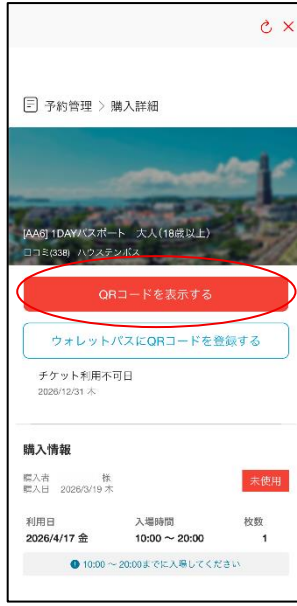 予約管理 > 購入詳細
[AA6] 1DAYパスポート 大人(18歳以上)
口コミ(338) ハウステンボス
QRコードを表示する
ウォレットパスにQRコードを登録する
チケット利用不可日
2026/12/31 木
購入情報
購入者 様
購入日 2026/3/19 木
未使用
利用日 入場時間 枚数
2026/4/17 金 10:00 ～ 20:00 1
10:00 ～ 20:00までに入場してください